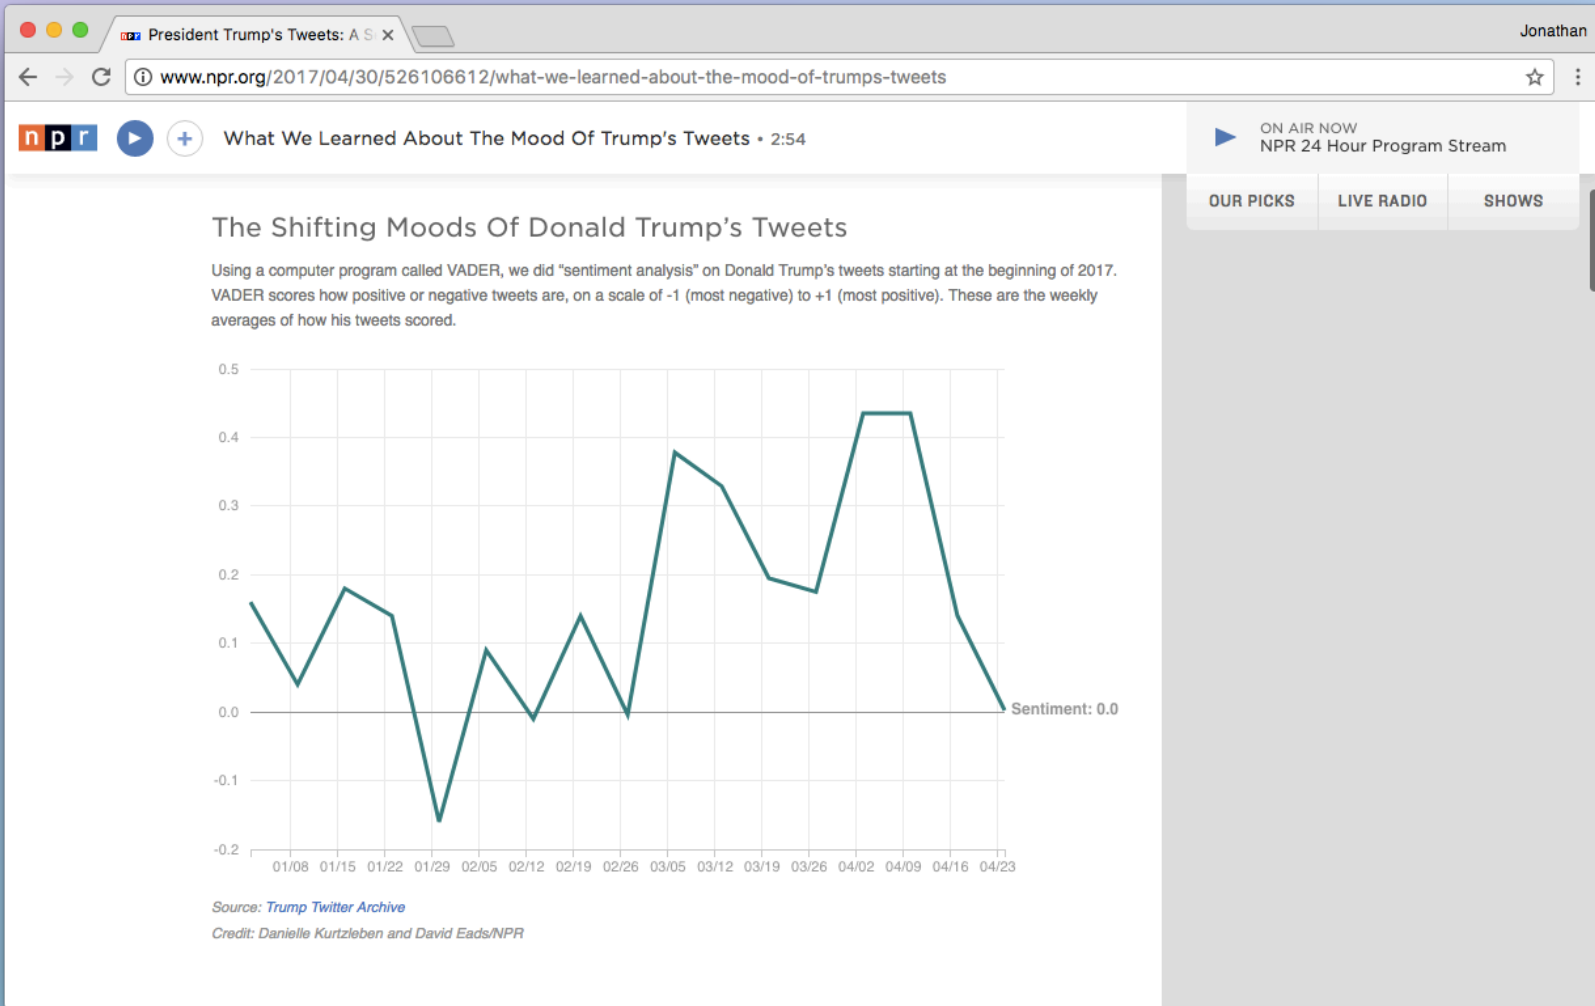 President Trump's Tweets: A S
Jonathan
www.npr.org/2017/04/30/526106612/what-we-learned-about-the-mood-of-trumps-tweets
npr
What We Learned About The Mood Of Trump's Tweets • 2:54
ON AIR NOW
NPR 24 Hour Program Stream
OUR PICKS LIVE RADIO SHOWS
The Shifting Moods Of Donald Trump’s Tweets
Using a computer program called VADER, we did “sentiment analysis” on Donald Trump’s tweets starting at the beginning of 2017.
VADER scores how positive or negative tweets are, on a scale of -1 (most negative) to +1 (most positive). These are the weekly
averages of how his tweets scored.
0.5
0.4
0.3
0.2
0.1
0.0
Sentiment: 0.0
-0.1
-0.2
01/08 01/15 01/22 01/29 02/05 02/12 02/19 02/26 03/05 03/12 03/19 03/26 04/02 04/09 04/16 04/23
Source: Trump Twitter Archive
Credit: Danielle Kurtzleben and David Eads/NPR